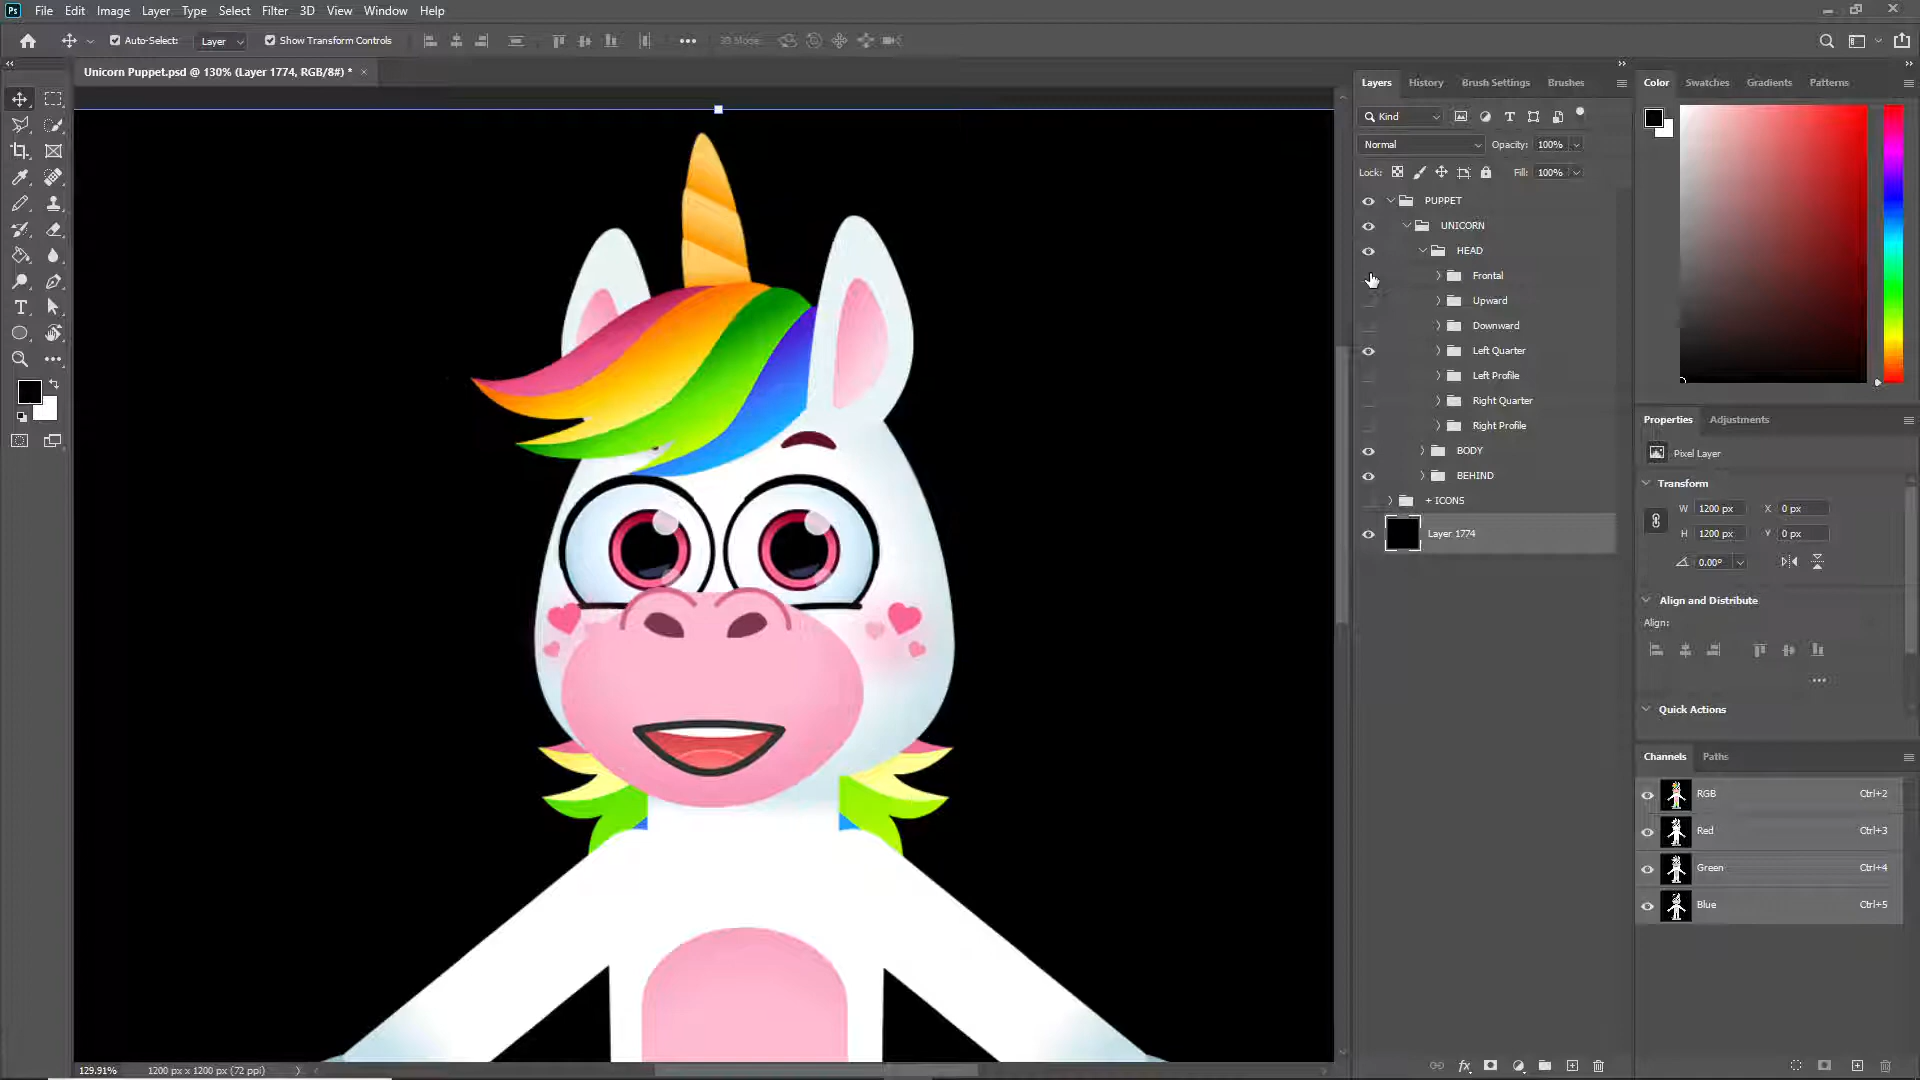 Ps File Edit Image Layer Type Select Filter 3D View Window Help
Auto-Select: Layer Show Transform Controls 3D Mode:
Unicorn Puppet.psd @ 130% (Layer 1774, RGB/8#) * ×
Layers History Brush Settings Brushes
Kind
Normal Opacity: 100%
Lock: Fill: 100%
PUPPET
UNICORN
HEAD
Frontal
Upward
Downward
Left Quarter
Left Profile
Right Quarter
Right Profile
BODY
BEHIND
+ ICONS
Layer 1774
Color Swatches Gradients Patterns
Properties Adjustments
Pixel Layer
Transform
W 1200 px X 0 px
H 1200 px Y 0 px
0.00°
Align and Distribute
Align:
Quick Actions
Channels Paths
RGB Ctrl+2
Red Ctrl+3
Green Ctrl+4
Blue Ctrl+5
129.91% 1200 px x 1200 px (72 ppi)